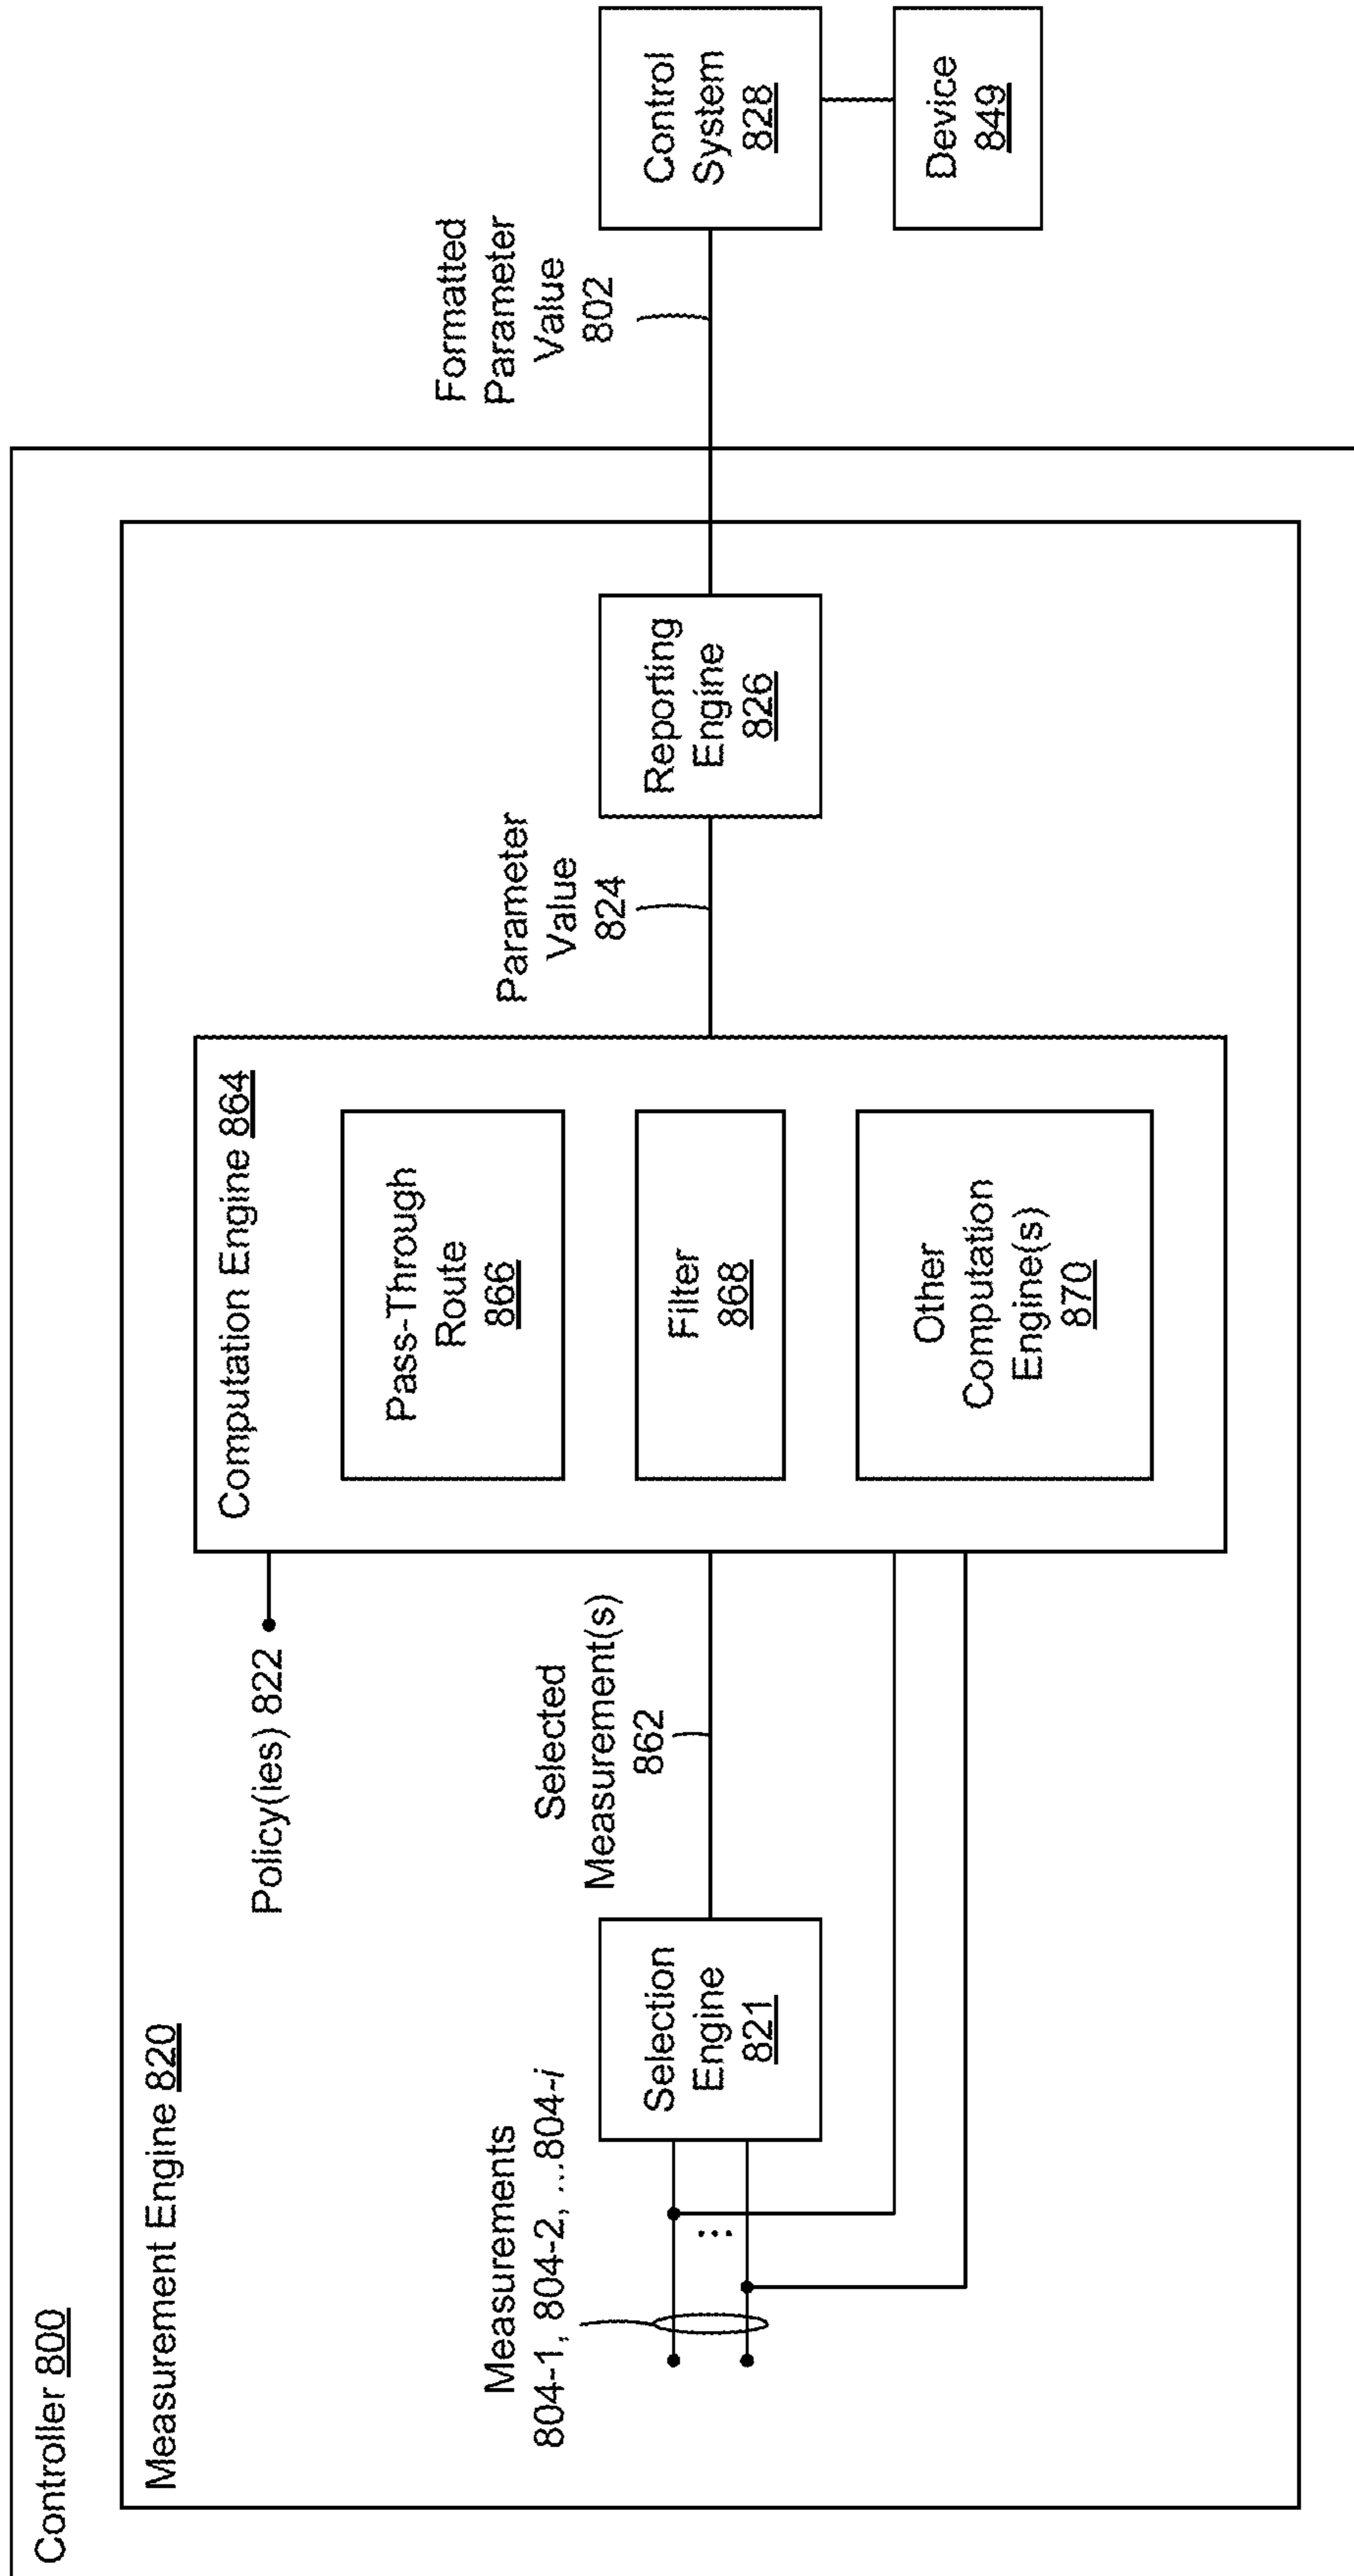 Controller 800
Measurement Engine 820
Measurements
804-1, 804-2, ...804-i
Selection
Engine
821
Selected
Measurement(s)
862
Policy(ies) 822
Computation Engine 864
Pass-Through
Route
866
Filter
868
Other
Computation
Engine(s)
870
Parameter
Value
824
Reporting
Engine
826
Formatted
Parameter
Value
802
Control
System
828
Device
849